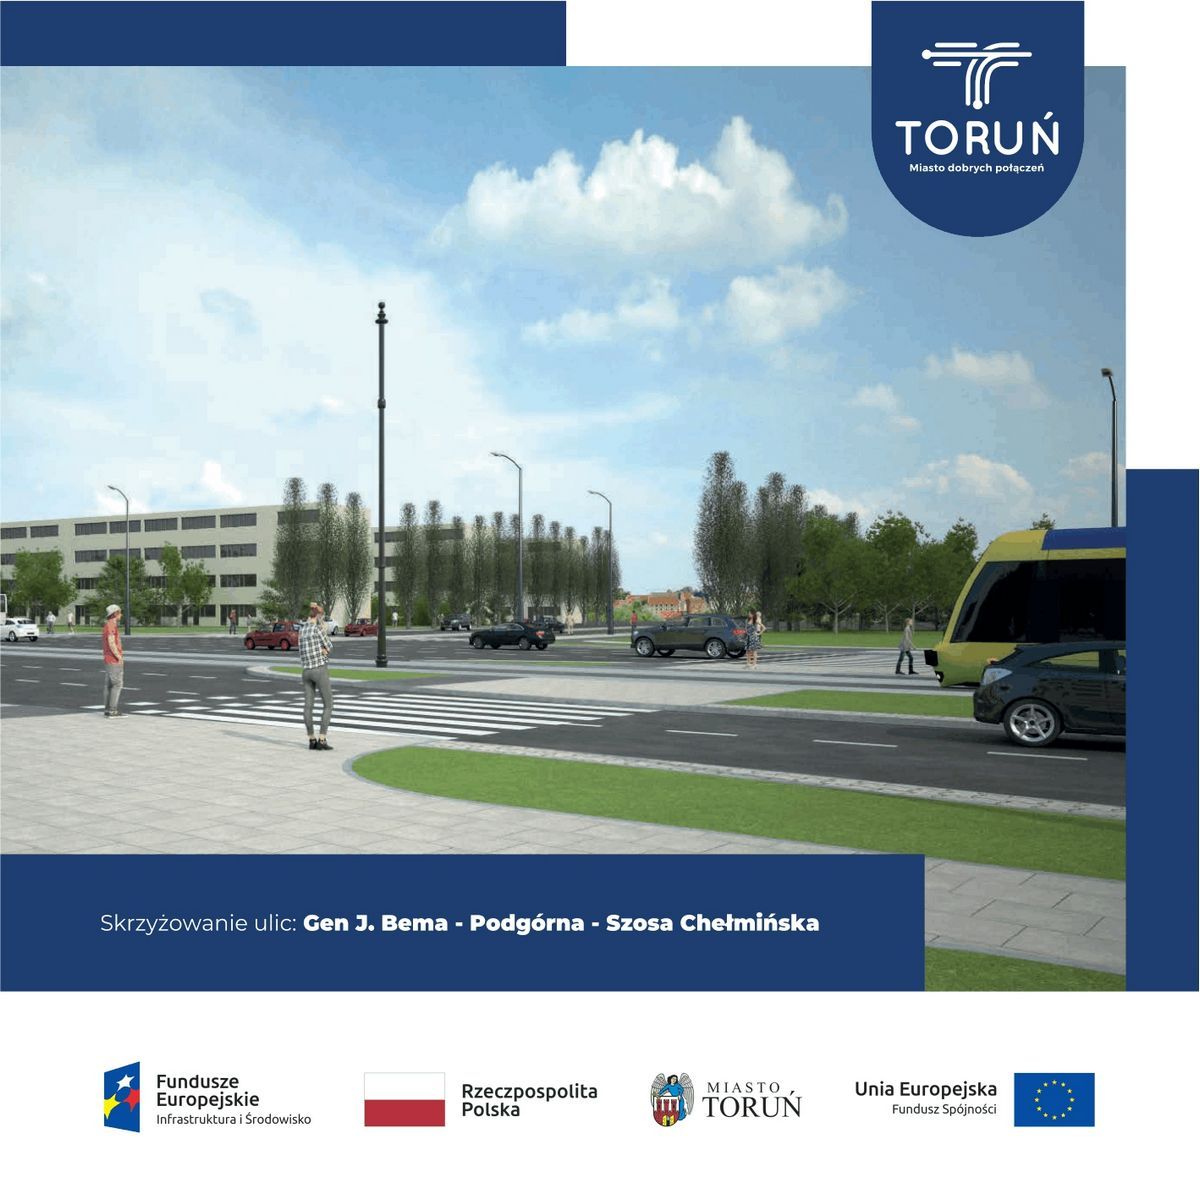 TORUŃ
Miasto dobrych połączeń
Skrzyżowanie ulic: Gen J. Bema - Podgórna - Szosa Chełmińska
Fundusze
Europejskie
Infrastruktura i Środowisko
Rzeczpospolita
Polska
MIASTO
TORUŃ
Unia Europejska
Fundusz Spójności